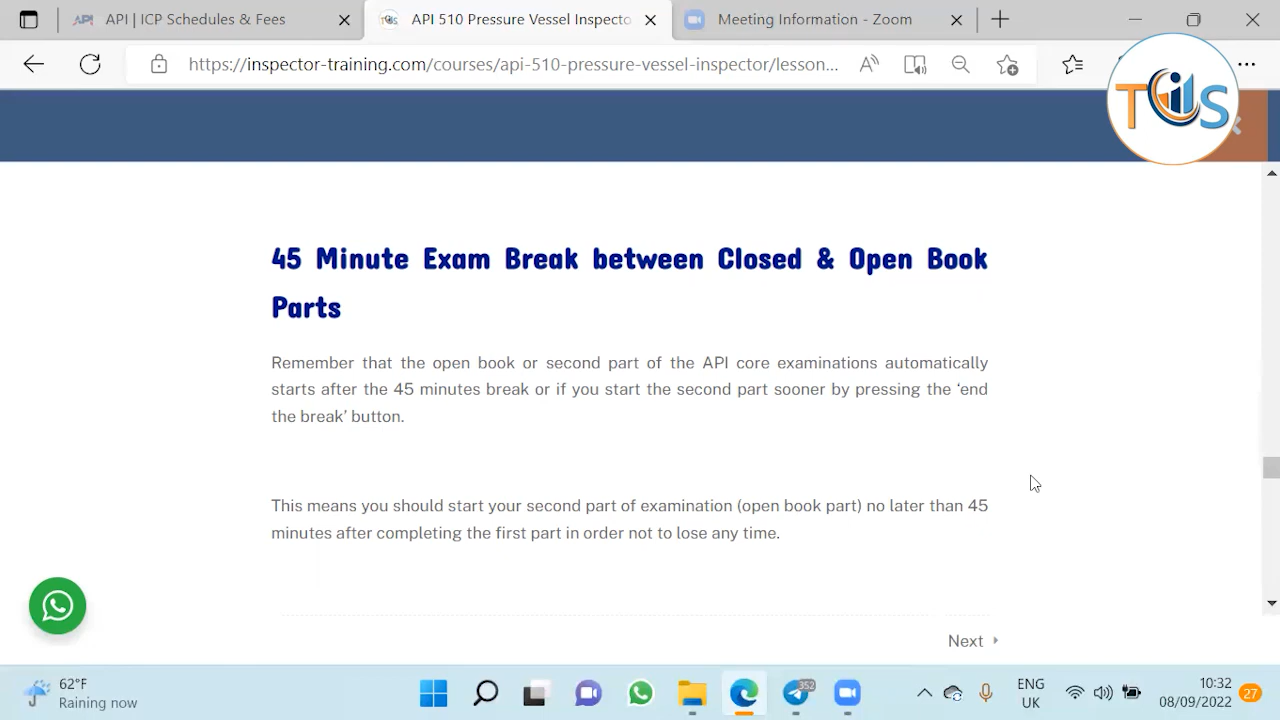 API | ICP Schedules & Fees
API 510 Pressure Vessel Inspecto
Meeting Information - Zoom
https://inspector-training.com/courses/api-510-pressure-vessel-inspector/lesson...
TCIS
45 Minute Exam Break between Closed & Open Book
Parts
Remember that the open book or second part of the API core examinations automatically
starts after the 45 minutes break or if you start the second part sooner by pressing the ‘end
the break’ button.
This means you should start your second part of examination (open book part) no later than 45
minutes after completing the first part in order not to lose any time.
Next
62°F
Raining now
352
ENG
UK
10:32
08/09/2022
27